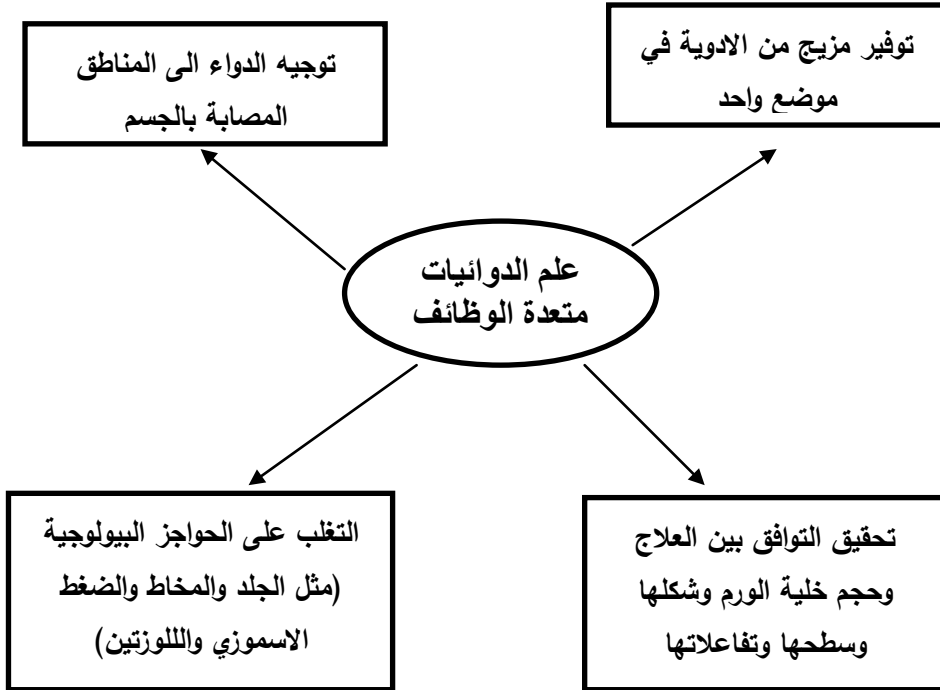 توفير مزيج من الادوية في
موضع واحد
توجيه الدواء الى المناطق
المصابة بالجسم
علم الدوائيات
متعدة الوظائف
تحقيق التوافق بين العلاج
وحجم خلية الورم وشكلها
وسطحها وتفاعلاتها
التغلب على الحواجز البيولوجية
(مثل الجلد والمخاط والضغط
الاسموزي والللوزتين)